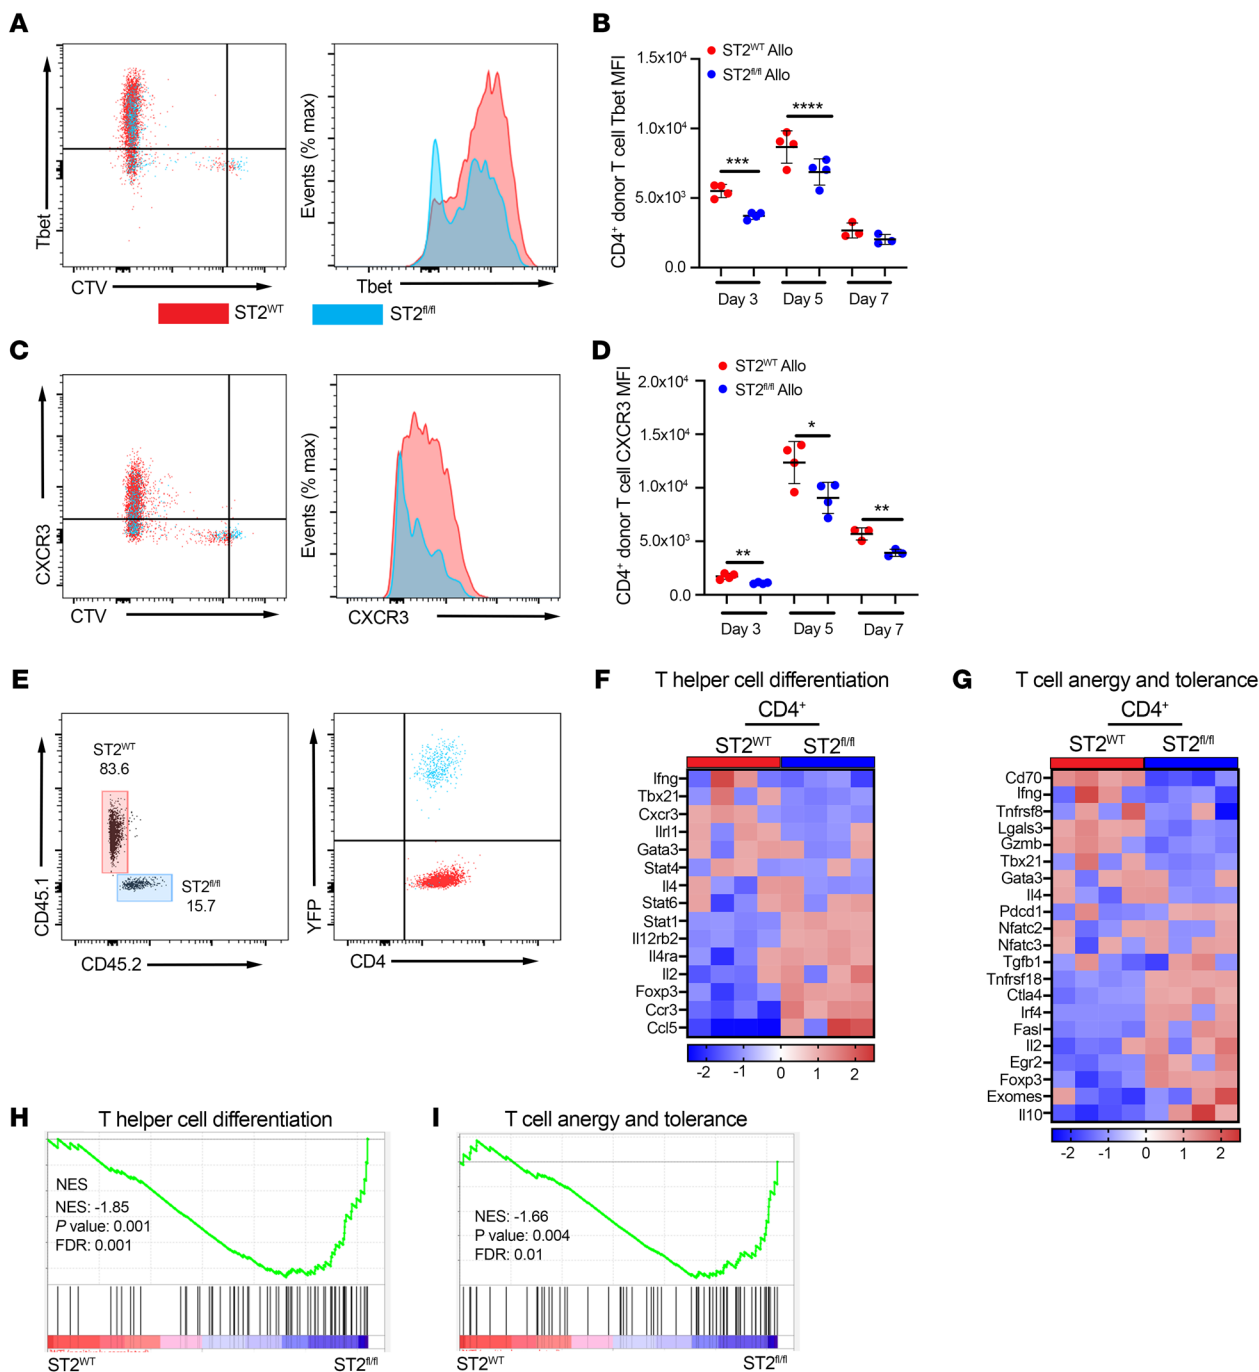 A
Tbet
CTV
Events (% max)
Tbet
ST2WT
ST2fl/fl
B
ST2WT Allo
ST2fl/fl Allo
CD4+ donor T cell Tbet MFI
1.5x10⁴
1.0x10⁴
5.0x10³
0.0
***
****
Day 3
Day 5
Day 7
C
CXCR3
CTV
Events (% max)
CXCR3
D
ST2WT Allo
ST2fl/fl Allo
CD4+ donor T cell CXCR3 MFI
2.0x10⁴
1.5x10⁴
1.0x10⁴
5.0x10³
0.0
**
*
**
Day 3
Day 5
Day 7
E
CD45.1
ST2WT
83.6
ST2fl/fl
15.7
CD45.2
YFP
CD4
F
T helper cell differentiation
CD4+
ST2WT
ST2fl/fl
Ifng
Tbx21
Cxcr3
Ilrl1
Gata3
Stat4
Il4
Stat6
Stat1
Il12rb2
Il4ra
Il2
Foxp3
Ccr3
Ccl5
-2 -1 0 1 2
G
T cell anergy and tolerance
CD4+
ST2WT
ST2fl/fl
Cd70
Ifng
Tnfrsf8
Lgals3
Gzmb
Tbx21
Gata3
Il4
Pdcd1
Nfatc2
Nfatc3
Tgfb1
Tnfrsf18
Ctla4
Irf4
Fasl
Il2
Egr2
Foxp3
Exomes
Il10
-2 -1 0 1 2
H
T helper cell differentiation
NES
NES: -1.85
P value: 0.001
FDR: 0.001
ST2WT
ST2fl/fl
I
T cell anergy and tolerance
NES: -1.66
P value: 0.004
FDR: 0.01
ST2WT
ST2fl/fl